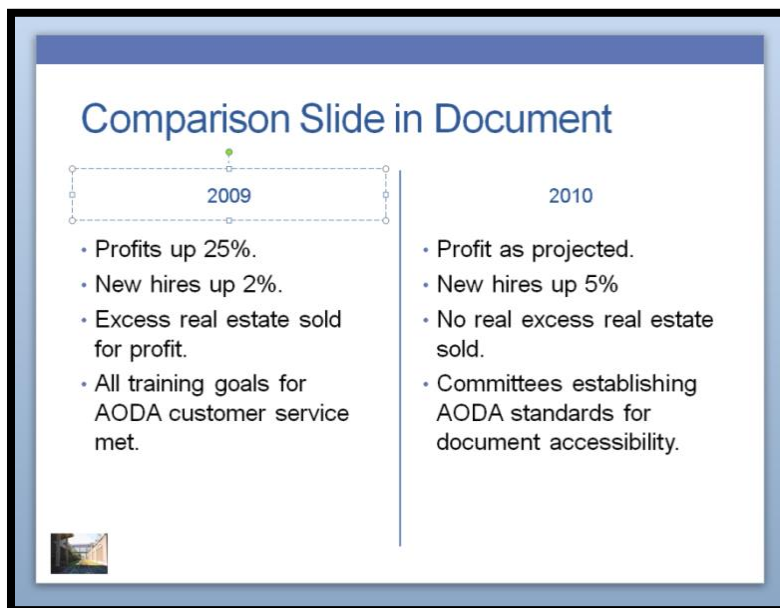 Comparison Slide in Document
2009
• Profits up 25%.
• New hires up 2%.
• Excess real estate sold
for profit.
• All training goals for
AODA customer service
met.
2010
• Profit as projected.
• New hires up 5%
• No real excess real estate
sold.
• Committees establishing
AODA standards for
document accessibility.